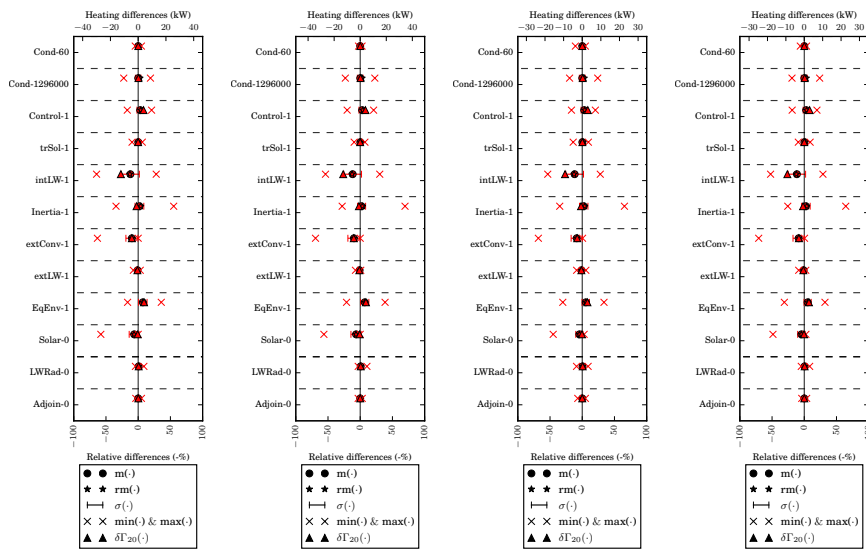 Heating differences (kW)
−40 −20 0 20 40
Cond-60
Cond-1296000
Control-1
trSol-1
intLW-1
Inertia-1
extConv-1
extLW-1
EqEnv-1
Solar-0
LWRad-0
Adjoin-0
−100 −50 0 50 100
Relative differences (-%)
m(·)
rm(·)
σ(·)
min(·) & max(·)
δΓ₂₀(·)
Heating differences (kW)
−40 −20 0 20 40
Cond-60
Cond-1296000
Control-1
trSol-1
intLW-1
Inertia-1
extConv-1
extLW-1
EqEnv-1
Solar-0
LWRad-0
Adjoin-0
−100 −50 0 50 100
Relative differences (-%)
m(·)
rm(·)
σ(·)
min(·) & max(·)
δΓ₂₀(·)
Heating differences (kW)
−30 −20 −10 0 10 20 30
Cond-60
Cond-1296000
Control-1
trSol-1
intLW-1
Inertia-1
extConv-1
extLW-1
EqEnv-1
Solar-0
LWRad-0
Adjoin-0
−100 −50 0 50 100
Relative differences (-%)
m(·)
rm(·)
σ(·)
min(·) & max(·)
δΓ₂₀(·)
Heating differences (kW)
−30 −20 −10 0 10 20 30
Cond-60
Cond-1296000
Control-1
trSol-1
intLW-1
Inertia-1
extConv-1
extLW-1
EqEnv-1
Solar-0
LWRad-0
Adjoin-0
−100 −50 0 50 100
Relative differences (-%)
m(·)
rm(·)
σ(·)
min(·) & max(·)
δΓ₂₀(·)